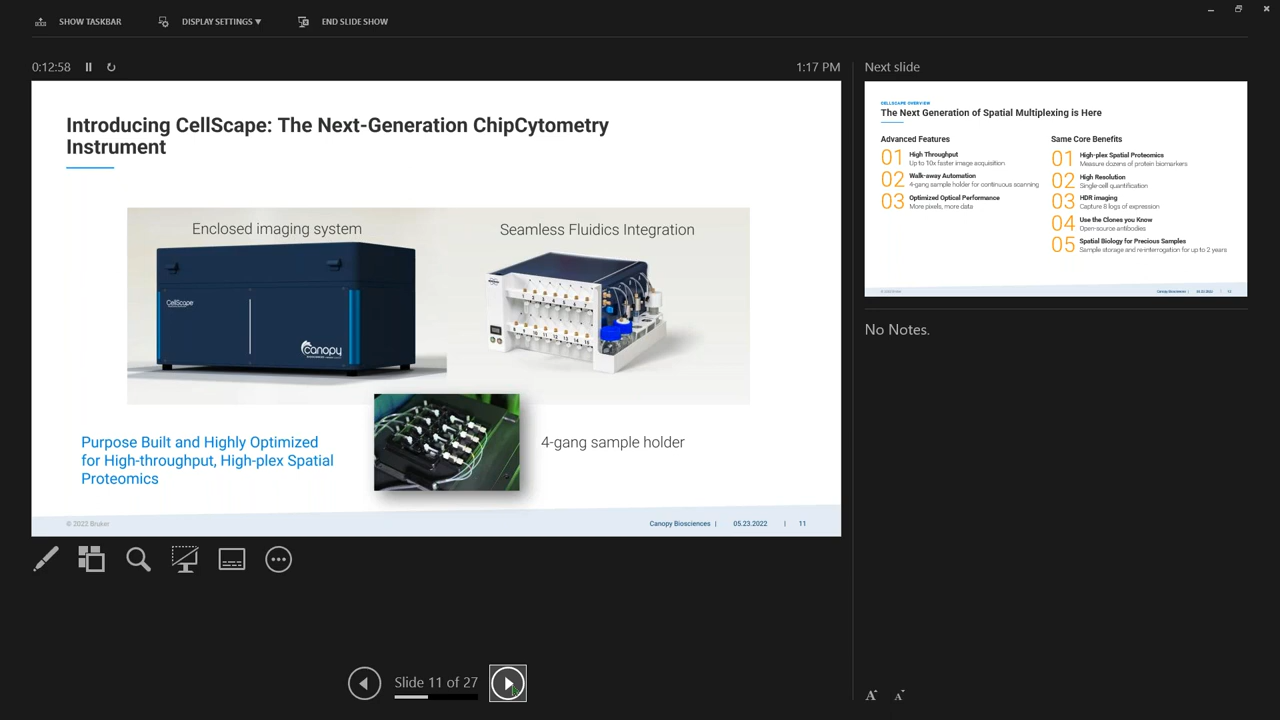 SHOW TASKBAR
DISPLAY SETTINGS ▼
END SLIDE SHOW
0:12:58
1:17 PM
Introducing CellScape: The Next-Generation ChipCytometry
Instrument
Enclosed imaging system
Seamless Fluidics Integration
CellScape
canopy
Purpose Built and Highly Optimized
for High-throughput, High-plex Spatial
Proteomics
4-gang sample holder
© 2022 Bruker
Canopy Biosciences | 05.23.2022 | 11
Slide 11 of 27
Next slide
CELLSCAPE OVERVIEW
The Next Generation of Spatial Multiplexing is Here
Advanced Features
01 High Throughput
Up to 10x faster image acquisition
02 Walk-away Automation
4-gang sample holder for continuous scanning
03 Optimized Optical Performance
More pixels, more data
Same Core Benefits
01 High-plex Spatial Proteomics
Measure dozens of protein biomarkers
02 High Resolution
Single-cell quantification
03 HDR imaging
Capture 8 logs of expression
04 Use the Clones you Know
Open-source antibodies
05 Spatial Biology for Precious Samples
Sample storage and re-interrogation for up to 2 years
Canopy Biosciences |
No Notes.
A A